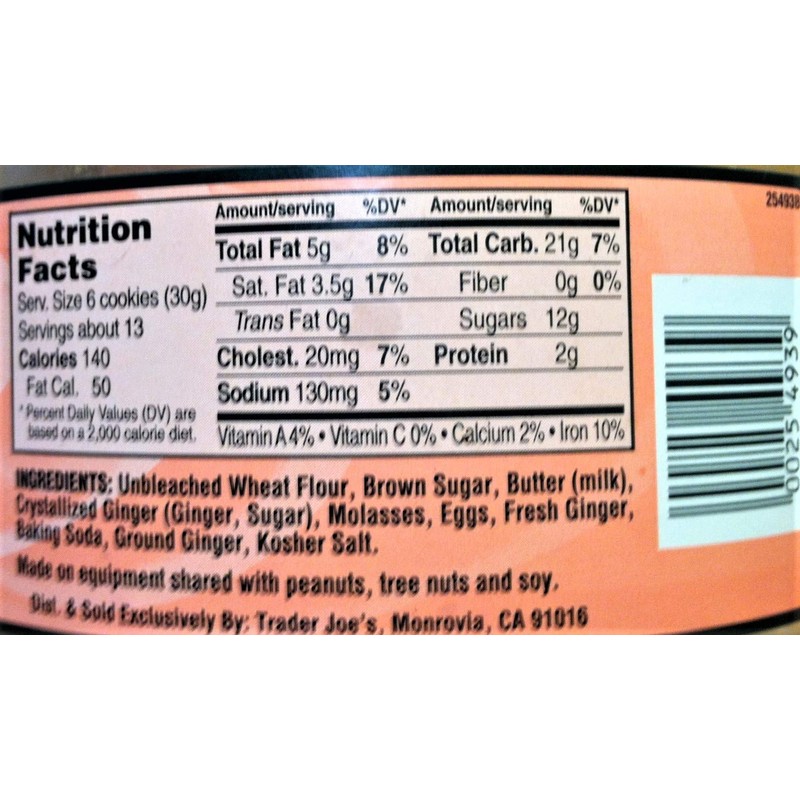 Nutrition
Facts
Serv. Size 6 cookies (30g)
Servings about 13
Calories 140
Fat Cal. 50
*Percent Daily Values (DV) are
based on a 2,000 calorie diet.
Amount/serving %DV* Amount/serving %DV*
Total Fat 5g 8% Total Carb. 21g 7%
Sat. Fat 3.5g 17% Fiber 0g 0%
Trans Fat 0g Sugars 12g
Cholest. 20mg 7% Protein 2g
Sodium 130mg 5%
Vitamin A 4% • Vitamin C 0% • Calcium 2% • Iron 10%
INGREDIENTS: Unbleached Wheat Flour, Brown Sugar, Butter (milk),
Crystallized Ginger (Ginger, Sugar), Molasses, Eggs, Fresh Ginger,
Baking Soda, Ground Ginger, Kosher Salt.
Made on equipment shared with peanuts, tree nuts and soy.
Dist. & Sold Exclusively By: Trader Joe's, Monrovia, CA 91016
254938
0025 4939